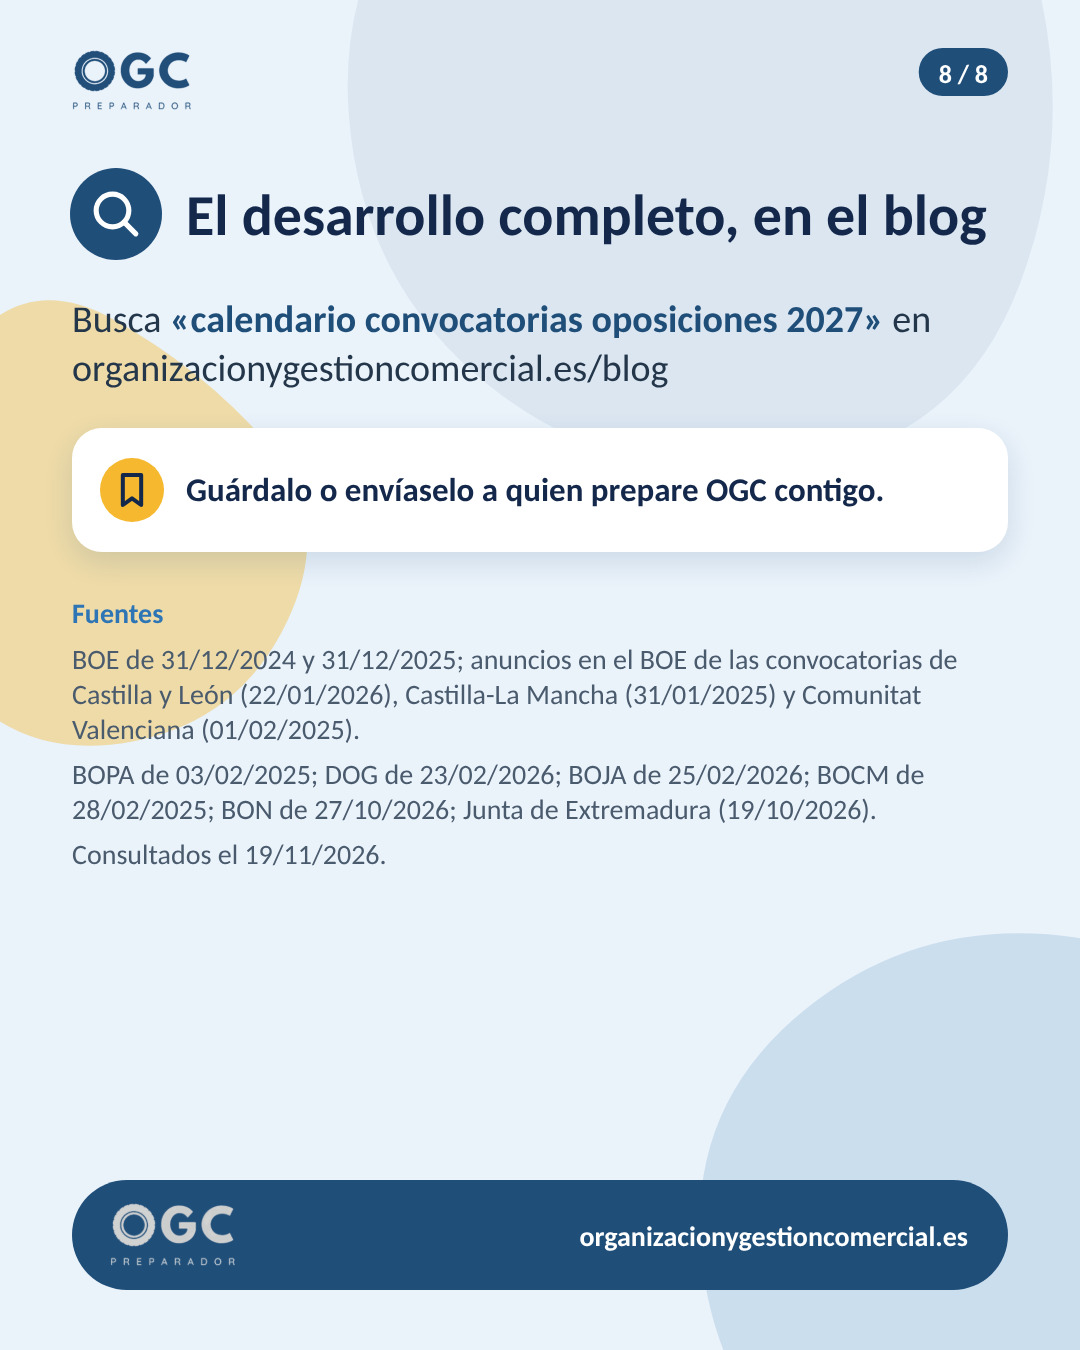 OGC
PREPARADOR
8 / 8
El desarrollo completo, en el blog
Busca «calendario convocatorias oposiciones 2027» en
organizacionygestioncomercial.es/blog
Guárdalo o envíaselo a quien prepare OGC contigo.
Fuentes
BOE de 31/12/2024 y 31/12/2025; anuncios en el BOE de las convocatorias de
Castilla y León (22/01/2026), Castilla-La Mancha (31/01/2025) y Comunitat
Valenciana (01/02/2025).
BOPA de 03/02/2025; DOG de 23/02/2026; BOJA de 25/02/2026; BOCM de
28/02/2025; BON de 27/10/2026; Junta de Extremadura (19/10/2026).
Consultados el 19/11/2026.
OGC
PREPARADOR
organizacionygestioncomercial.es